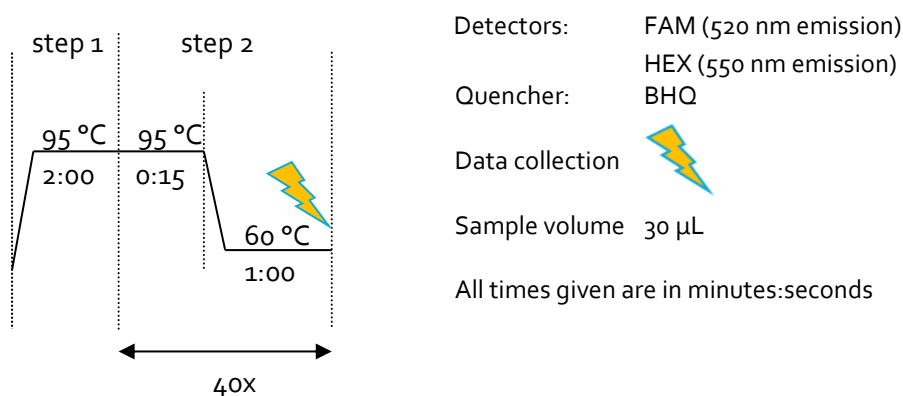 step 1 step 2
95 °C 95 °C
2:00 0:15
60 °C
1:00
40x
Detectors: FAM (520 nm emission)
HEX (550 nm emission)
Quencher: BHQ
Data collection
Sample volume 30 µL
All times given are in minutes:seconds